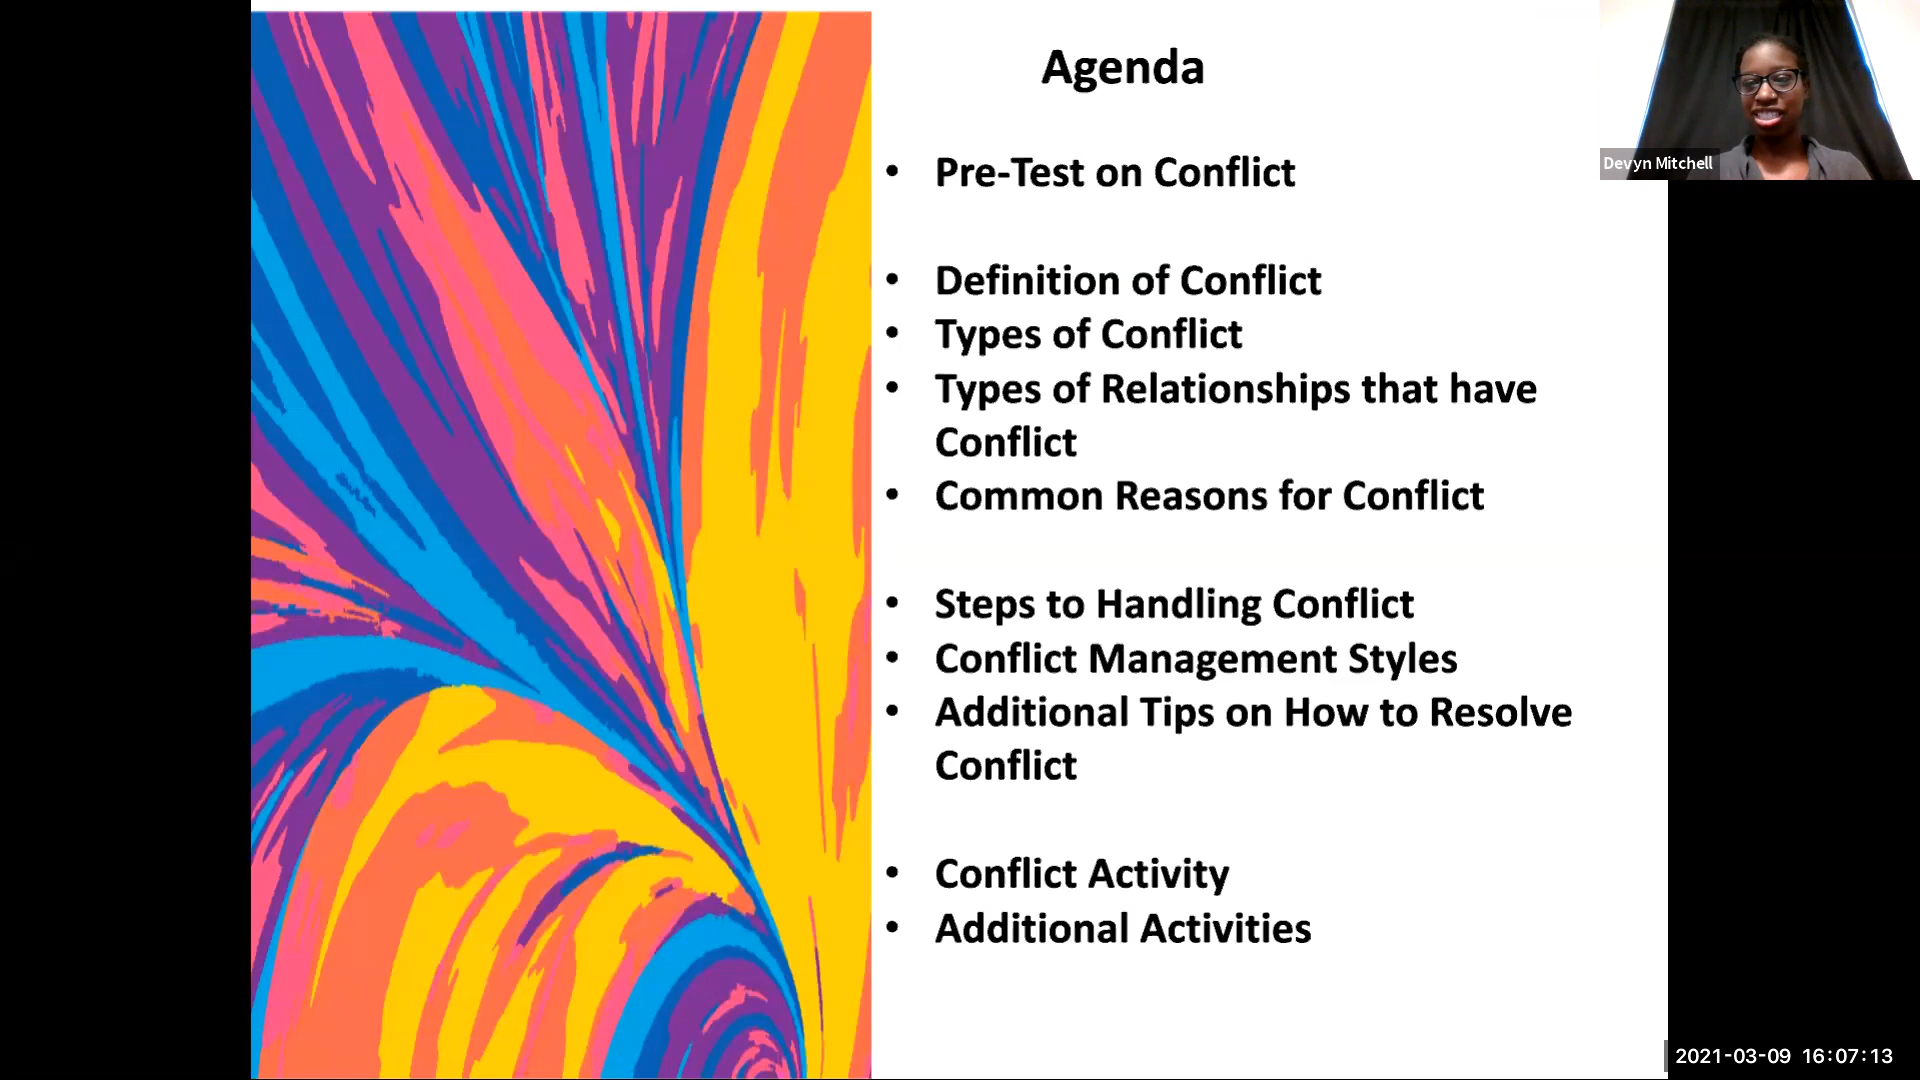 Agenda
Devyn Mitchell
• Pre-Test on Conflict
• Definition of Conflict
• Types of Conflict
• Types of Relationships that have
Conflict
• Common Reasons for Conflict
• Steps to Handling Conflict
• Conflict Management Styles
• Additional Tips on How to Resolve
Conflict
• Conflict Activity
• Additional Activities
2021-03-09 16:07:13